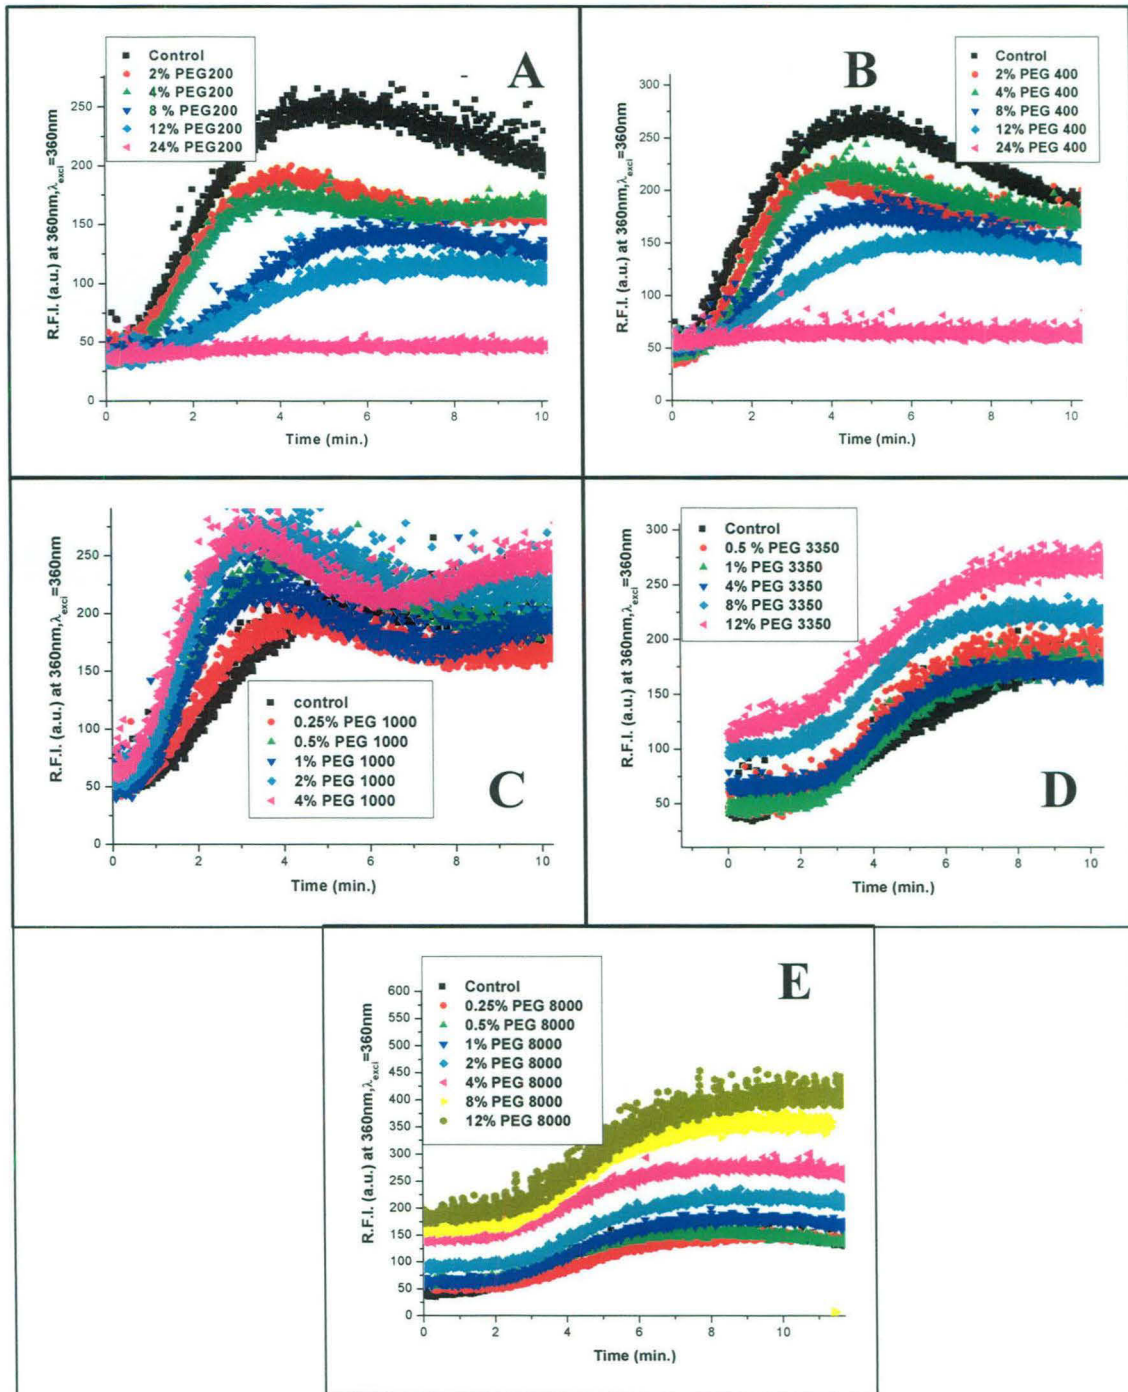 A
Control
2% PEG200
4% PEG200
8 % PEG200
12% PEG200
24% PEG200
R.F.I. (a.u.) at 360nm,λexci=360nm
250
200
150
100
50
0
0
2
4
6
8
10
Time (min.)
B
Control
2% PEG 400
4% PEG 400
8% PEG 400
12% PEG 400
24% PEG 400
R.F.I. (a.u.) at 360nm,λexci=360nm
300
250
200
150
100
50
0
0
2
4
6
8
10
Time (min.)
C
control
0.25% PEG 1000
0.5% PEG 1000
1% PEG 1000
2% PEG 1000
4% PEG 1000
R.F.I. (a.u.) at 360nm,λexci=360nm
250
200
150
100
50
0
0
2
4
6
8
10
Time (min.)
D
Control
0.5 % PEG 3350
1% PEG 3350
4% PEG 3350
8% PEG 3350
12% PEG 3350
R.F.I. (a.u.) at 360nm,λexci=360nm
300
250
200
150
100
50
0
2
4
6
8
10
Time (min.)
E
Control
0.25% PEG 8000
0.5% PEG 8000
1% PEG 8000
2% PEG 8000
4% PEG 8000
8% PEG 8000
12% PEG 8000
R.F.I. (a.u.) at 360nm,λexci=360nm
600
550
500
450
400
350
300
250
200
150
100
50
0
0
2
4
6
8
10
Time (min.)